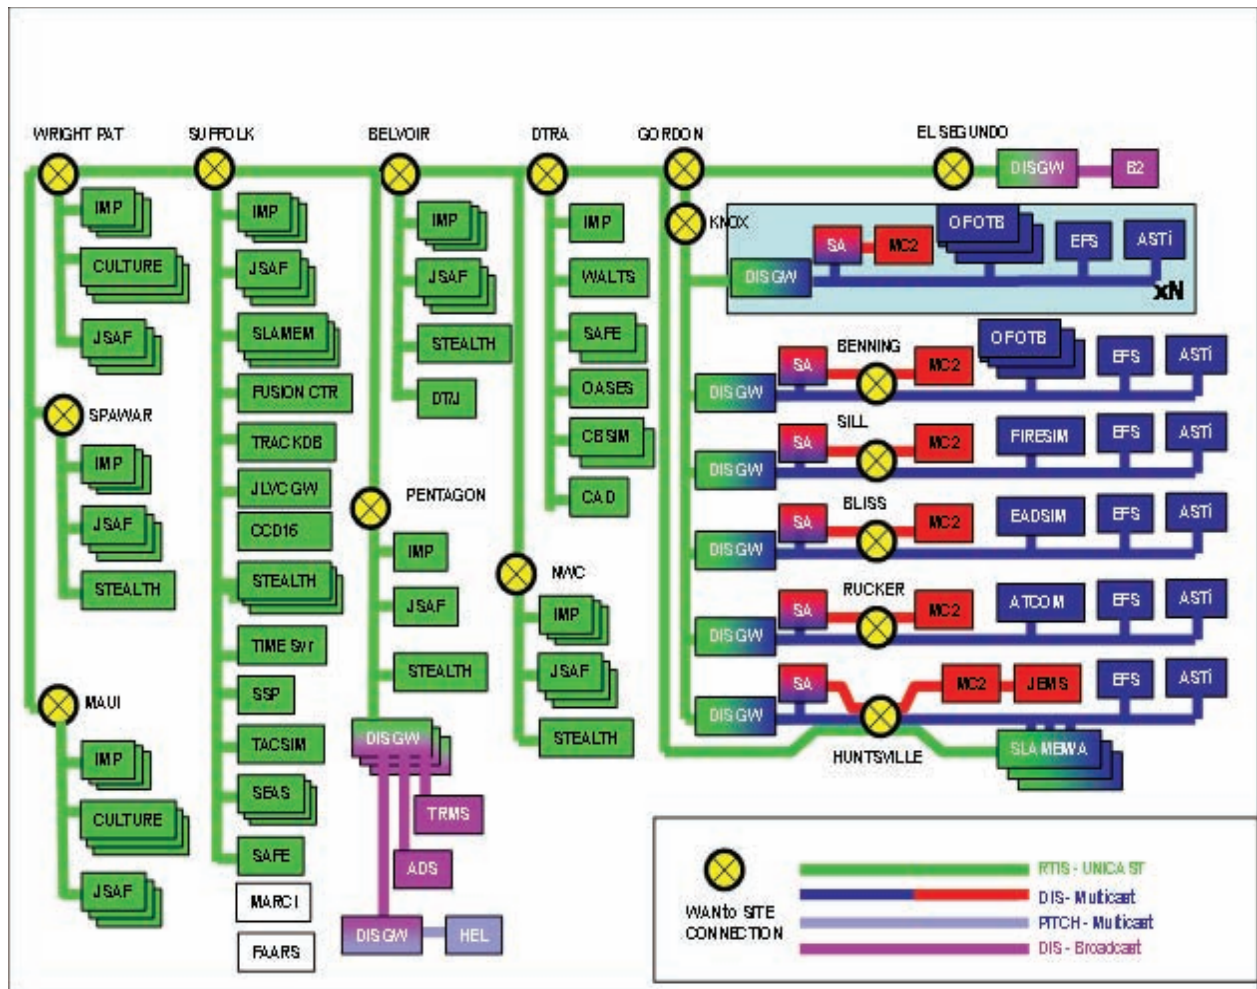 WRIGHT PAT
IMP
CULTURE
JSAF
SPAWAR
IMP
JSAF
STEALTH
MAUI
IMP
CULTURE
JSAF
SUFFOLK
IMP
JSAF
SLAMEM
FUSION CTR
TRACKDB
JLVC GW
CCD16
STEALTH
TIME Svr
SSP
TACSIM
SEAS
SAFE
MARCI
FAARS
BELVOIR
IMP
JSAF
STEALTH
PENTAGON
IMP
JSAF
STEALTH
DISGW
TRMS
ADS
DISGW
HEL
DTRA
IMP
WALTS
SAFE
OASES
CBSIM
CAD
NWC
IMP
JSAF
STEALTH
GORDON
EL SEGUNDO
DISGW
B2
KNOX
DISGW
SA
MC2
OFOTB
EFS
ASTi
xN
BENNING
DISGW
SA
MC2
OFOTB
EFS
ASTi
SILL
DISGW
SA
MC2
FIRESIM
EFS
ASTi
BLISS
DISGW
SA
MC2
EADSIM
EFS
ASTi
RUCKER
DISGW
SA
MC2
ATCOM
EFS
ASTi
DISGW
SA
MC2
JEMS
EFS
ASTi
HUNTSVILLE
WAN to SITE
CONNECTION
RTIS - UNICAST
DIS - Multicast
PITCH - Multicast
DIS - Broadcast